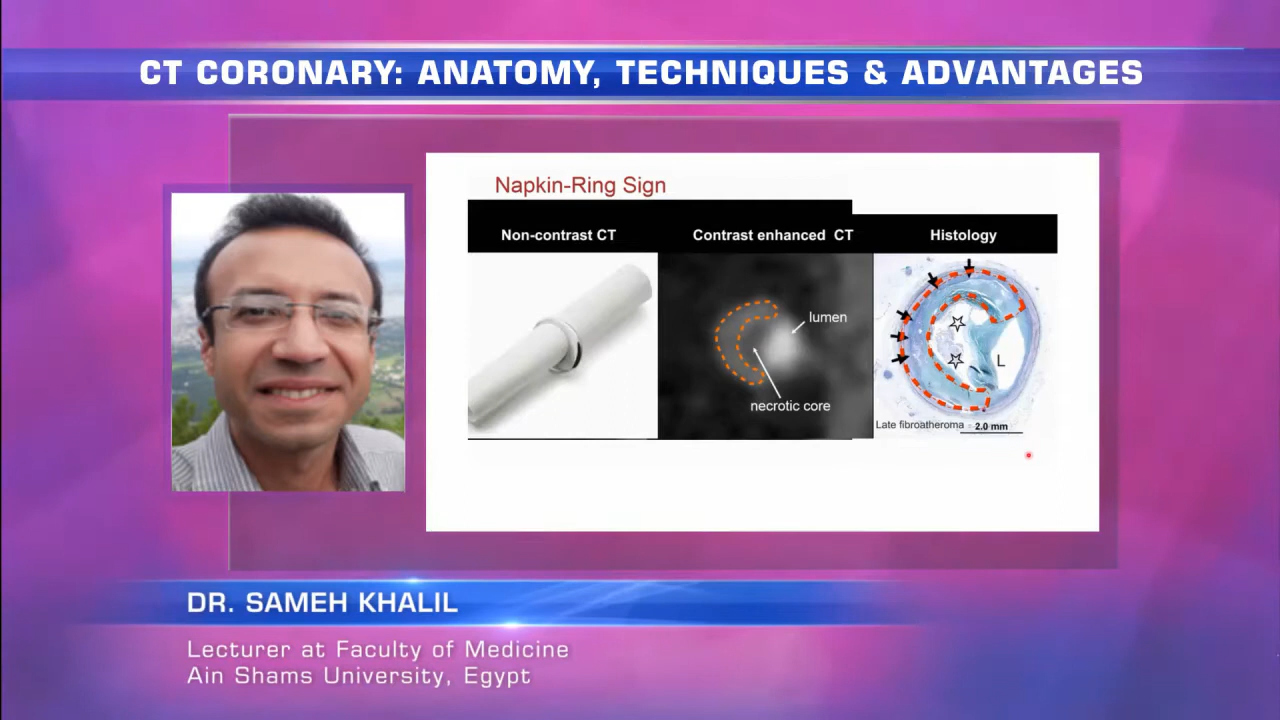 CT CORONARY: ANATOMY, TECHNIQUES & ADVANTAGES
Napkin-Ring Sign
Non-contrast CT
Contrast enhanced CT
Histology
lumen
necrotic core
L
Late fibroatheroma
2.0 mm
DR. SAMEH KHALIL
Lecturer at Faculty of Medicine
Ain Shams University, Egypt